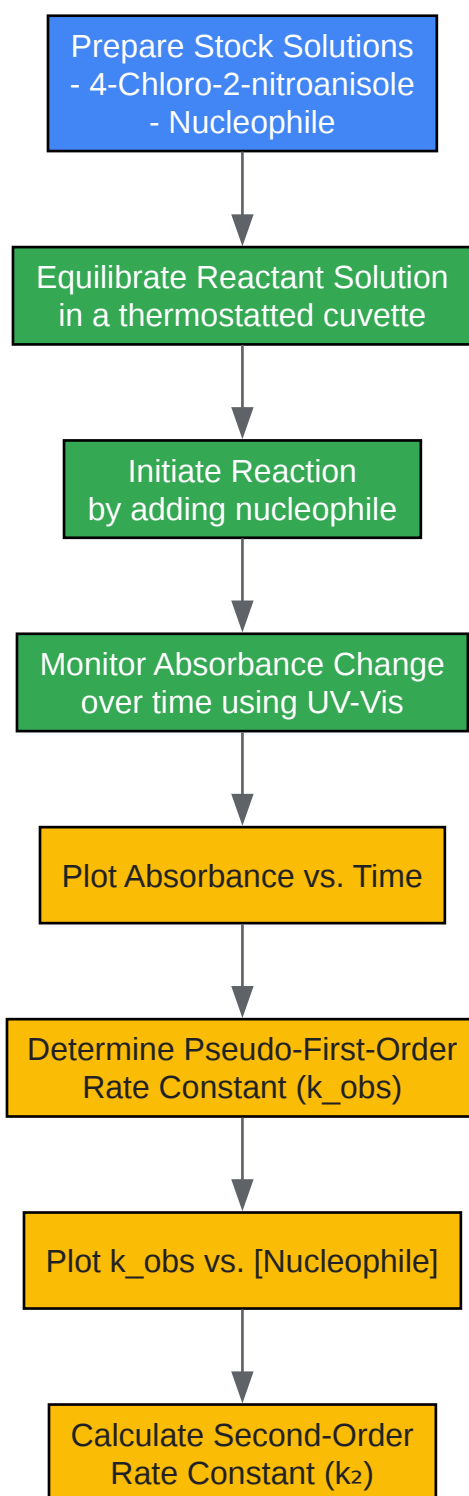 Prepare Stock Solutions
- 4-Chloro-2-nitroanisole
- Nucleophile
Equilibrate Reactant Solution
in a thermostatted cuvette
Initiate Reaction
by adding nucleophile
Monitor Absorbance Change
over time using UV-Vis
Plot Absorbance vs. Time
Determine Pseudo-First-Order
Rate Constant (k_obs)
Plot k_obs vs. [Nucleophile]
Calculate Second-Order
Rate Constant (k₂)